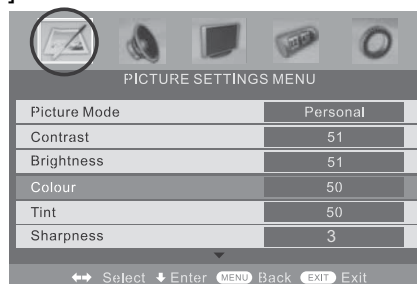 PICTURE SETTINGS MENU
Picture Mode Personal
Contrast 51
Brightness 51
Colour 50
Tint 50
Sharpness 3
Select Enter MENU Back EXIT Exit